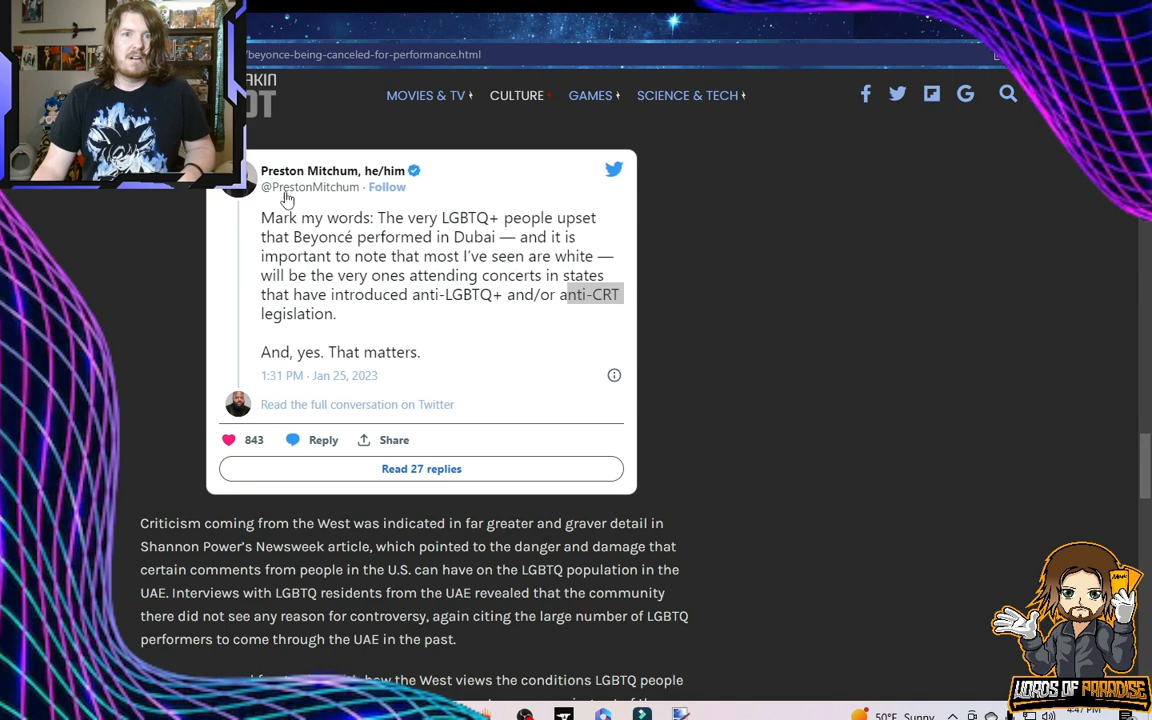 /beyonce-being-canceled-for-performance.html
AKIN
OT
MOVIES & TV CULTURE GAMES SCIENCE & TECH
Preston Mitchum, he/him
@PrestonMitchum · Follow
Mark my words: The very LGBTQ+ people upset
that Beyoncé performed in Dubai — and it is
important to note that most I've seen are white —
will be the very ones attending concerts in states
that have introduced anti-LGBTQ+ and/or anti-CRT
legislation.
And, yes. That matters.
1:31 PM · Jan 25, 2023
Read the full conversation on Twitter
843 Reply Share
Read 27 replies
Criticism coming from the West was indicated in far greater and graver detail in
Shannon Power's Newsweek article, which pointed to the danger and damage that
certain comments from people in the U.S. can have on the LGBTQ population in the
UAE. Interviews with LGBTQ residents from the UAE revealed that the community
there did not see any reason for controversy, again citing the large number of LGBTQ
performers to come through the UAE in the past.
how the West views the conditions LGBTQ people
WORDS OF PARADISE
50°F Sunny
4:47 PM